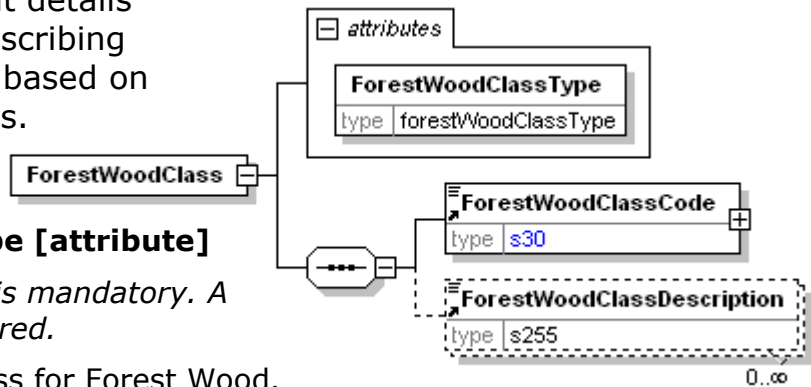 t details
scribing
based on
s.
attributes
ForestWoodClassType
type forestWoodClassType
ForestWoodClass
ForestWoodClassCode
type s30
ForestWoodClassDescription
type s255
0..∞
pe [attribute]
is mandatory. A
red.
ss for Forest Wood.